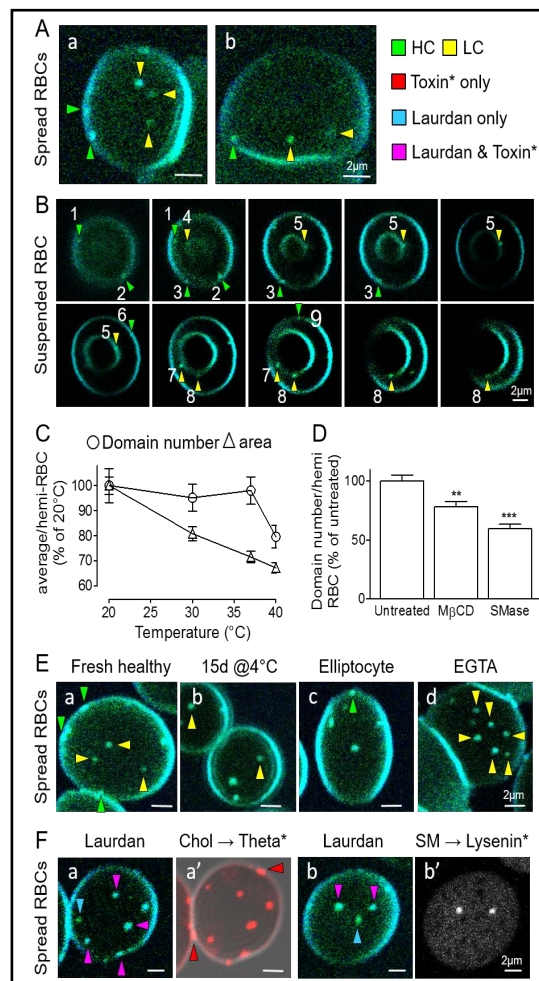 A
Spread RBCs
a
b
2μm
HC LC
Toxin* only
Laurdan only
Laurdan & Toxin*
B
Suspended RBC
1 2
1 4 3 2
5 3
5 3
5
5 6
7 8
9 7 8
8
8
2μm
C
Domain number area
average/hemi-RBC
(% of 20°C)
100
90
80
70
60
20 25 30 35 40
Temperature (°C)
D
Domain number/hemi
RBC (% of untreated)
100
50
0
**
***
Untreated MβCD SMase
E
Fresh healthy 15d @4°C Elliptocyte EGTA
Spread RBCs
a b c d
2μm
F
Laurdan Chol → Theta* Laurdan SM → Lysenin*
Spread RBCs
a a' b b'
2μm